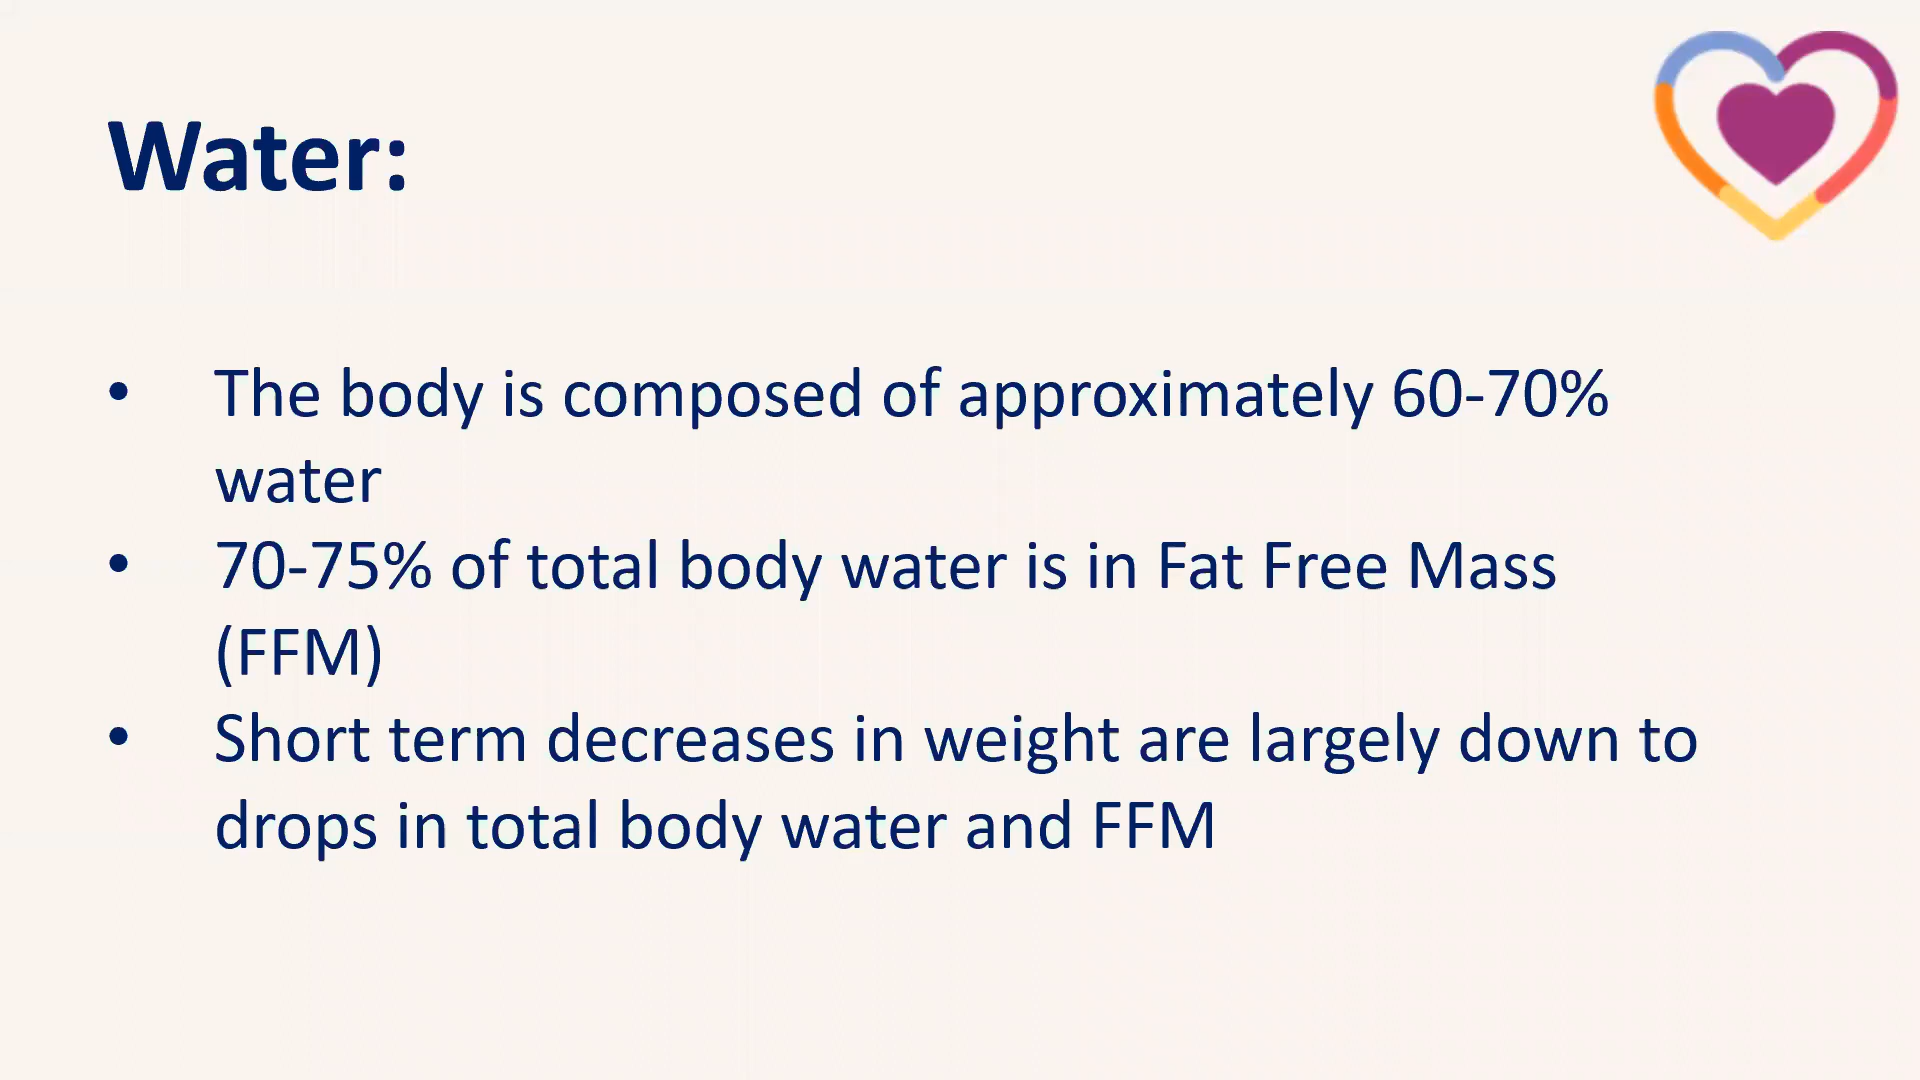 Water:
• The body is composed of approximately 60-70%
water
• 70-75% of total body water is in Fat Free Mass
(FFM)
• Short term decreases in weight are largely down to
drops in total body water and FFM